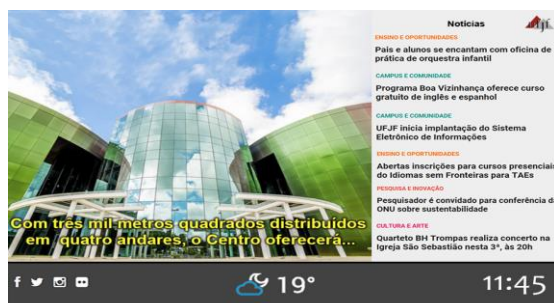 Notícias
ufjf
ENSINO E OPORTUNIDADES
Pais e alunos se encantam com oficina de
prática de orquestra infantil
CAMPUS E COMUNIDADE
Programa Boa Vizinhança oferece curso
gratuito de inglês e espanhol
CAMPUS E COMUNIDADE
UFJF inicia implantação do Sistema
Eletrônico de Informações
ENSINO E OPORTUNIDADES
Abertas inscrições para cursos presenciais
do Idiomas sem Fronteiras para TAEs
PESQUISA E INOVAÇÃO
Pesquisador é convidado para conferência da
ONU sobre sustentabilidade
CULTURA E ARTE
Quarteto BH Trompas realiza concerto na
Igreja São Sebastião nesta 3ª, às 20h
Com três mil metros quadrados distribuídos
em quatro andares, o Centro oferecerá...
19°
11:45